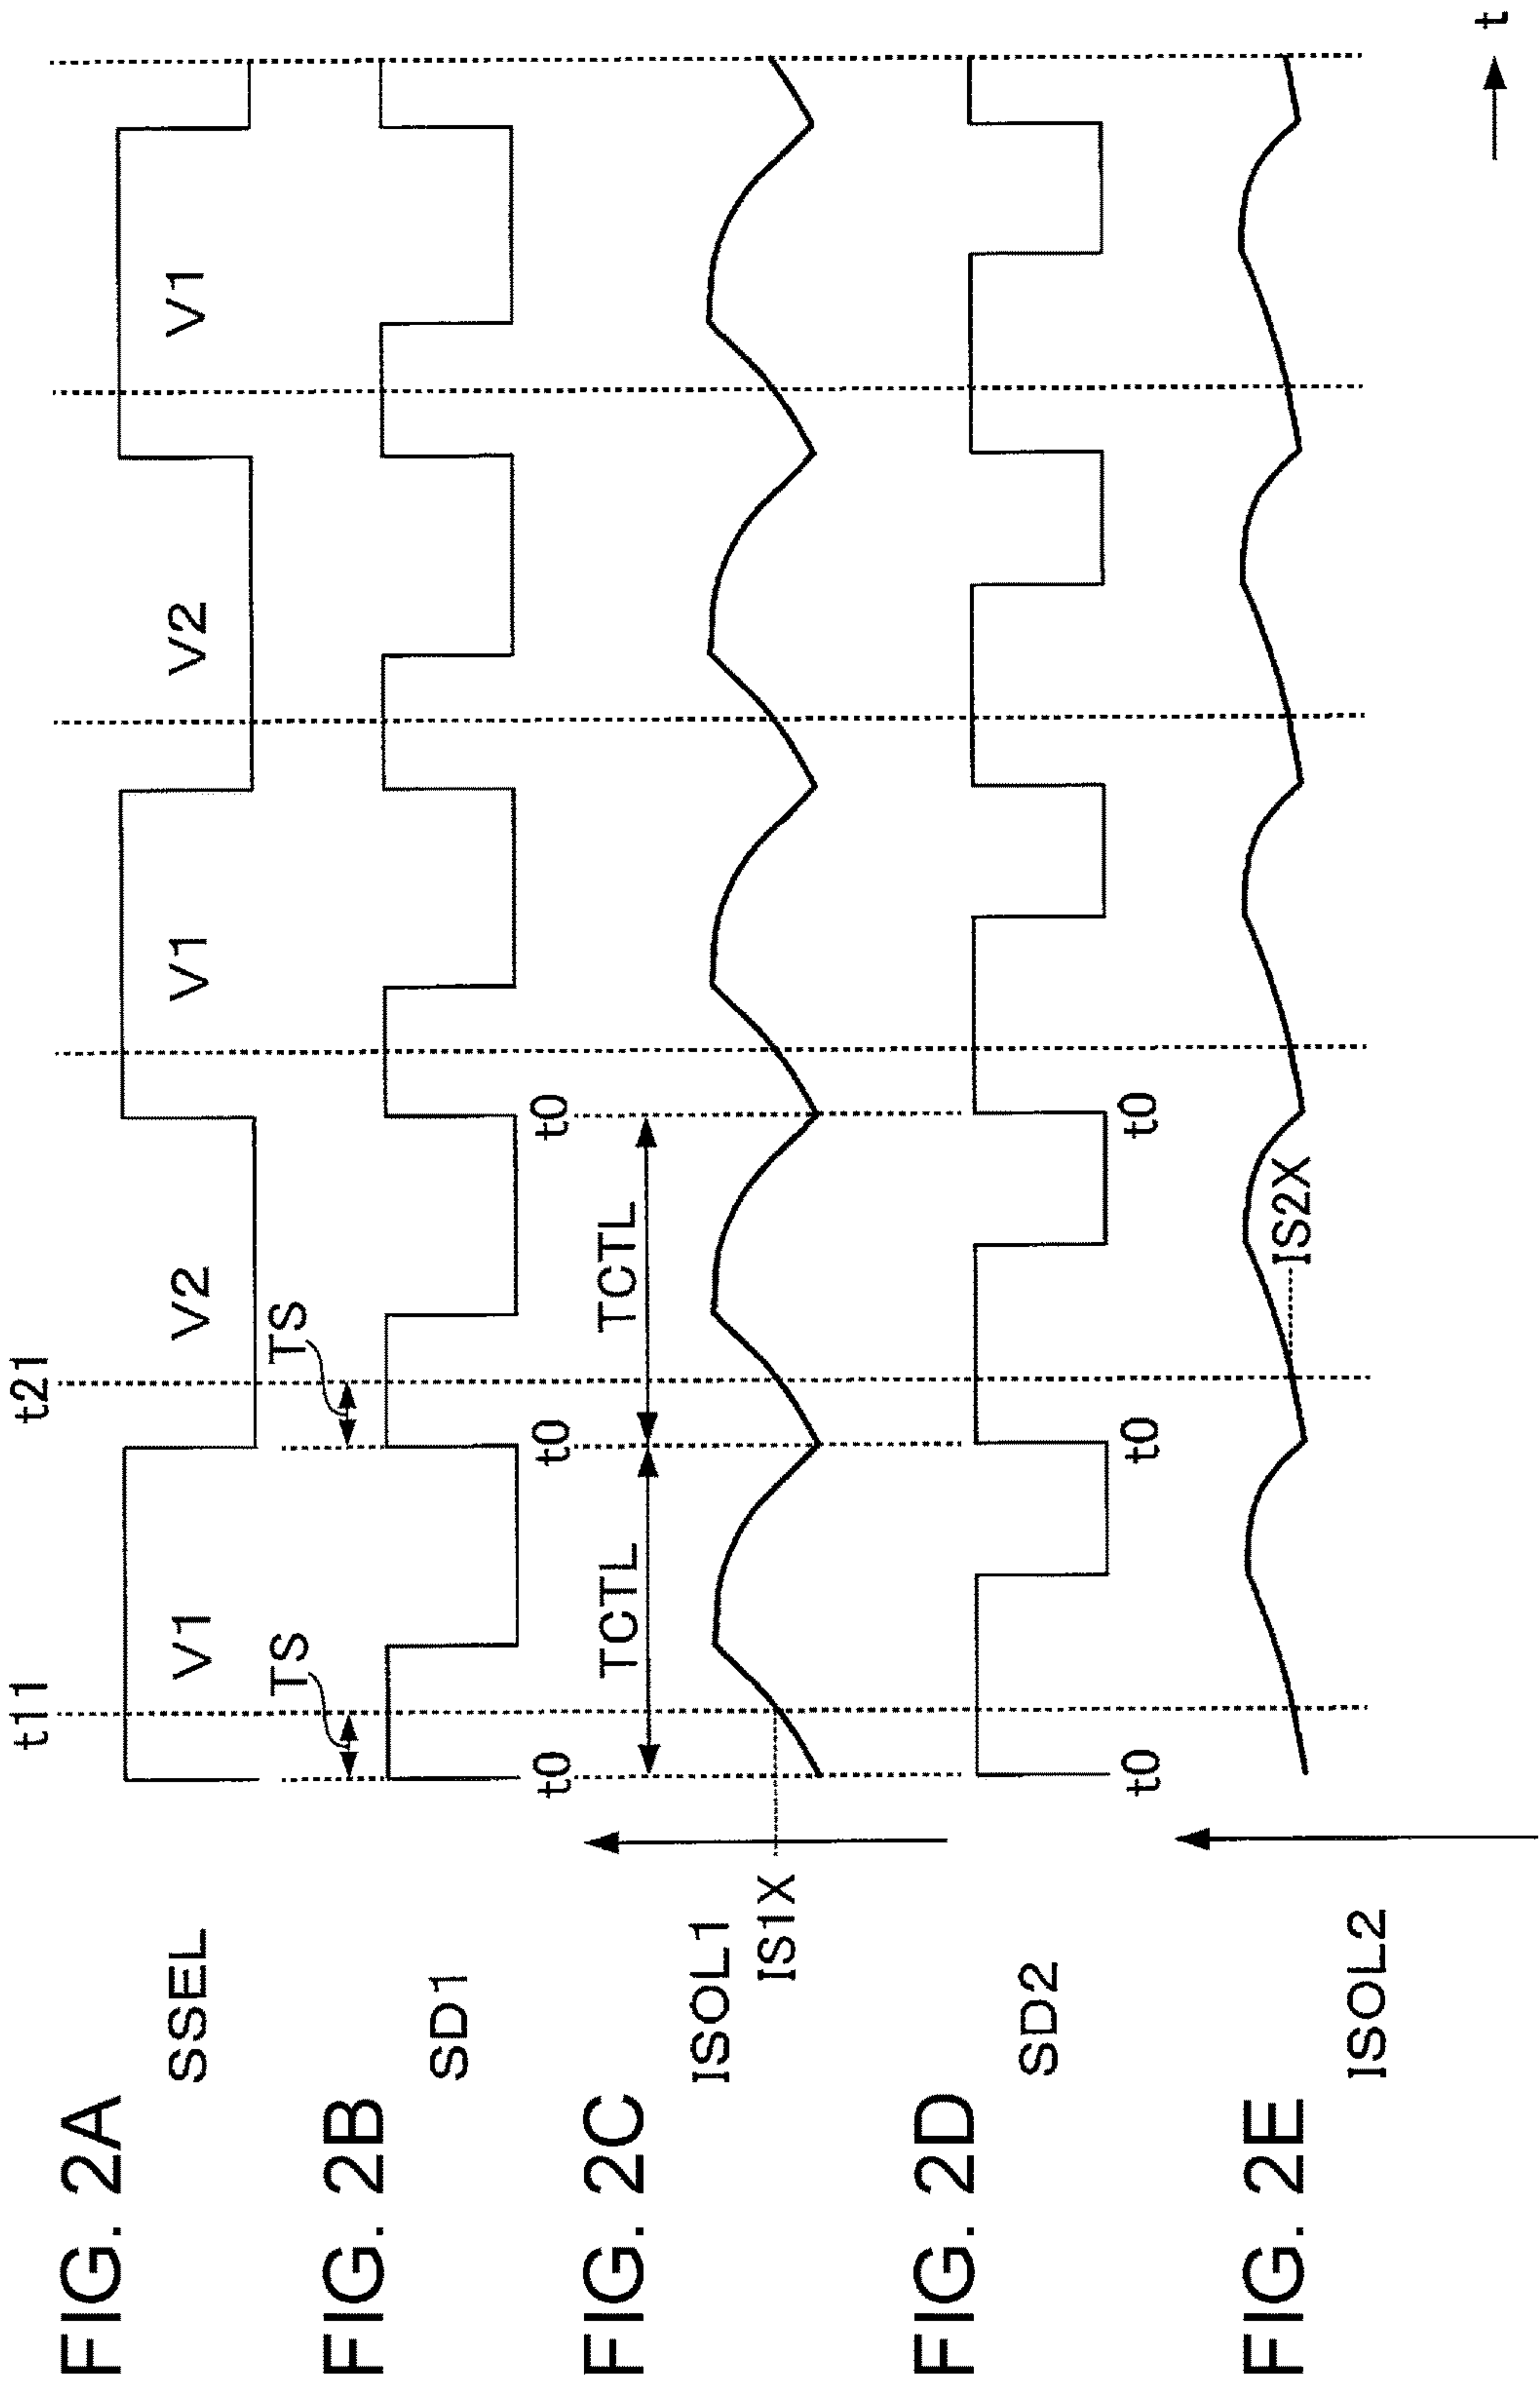 t11
t21
FIG. 2A
SSEL
V1
V2
V1
V2
V1
TS
TS
FIG. 2B
SD1
t0
t0
t0
TCTL
TCTL
FIG. 2C
ISOL1
IS1X
FIG. 2D
SD2
t0
t0
t0
IS2X
FIG. 2E
ISOL2
t